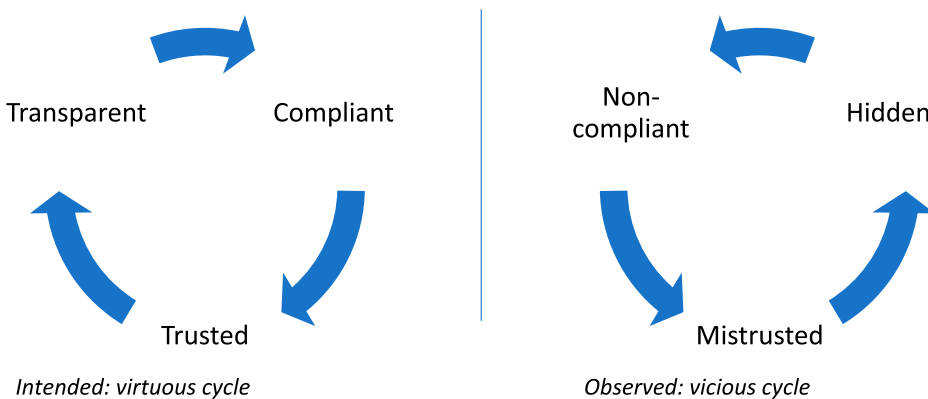 Transparent
Compliant
Trusted
Intended: virtuous cycle
Non-
compliant
Hidden
Mistrusted
Observed: vicious cycle